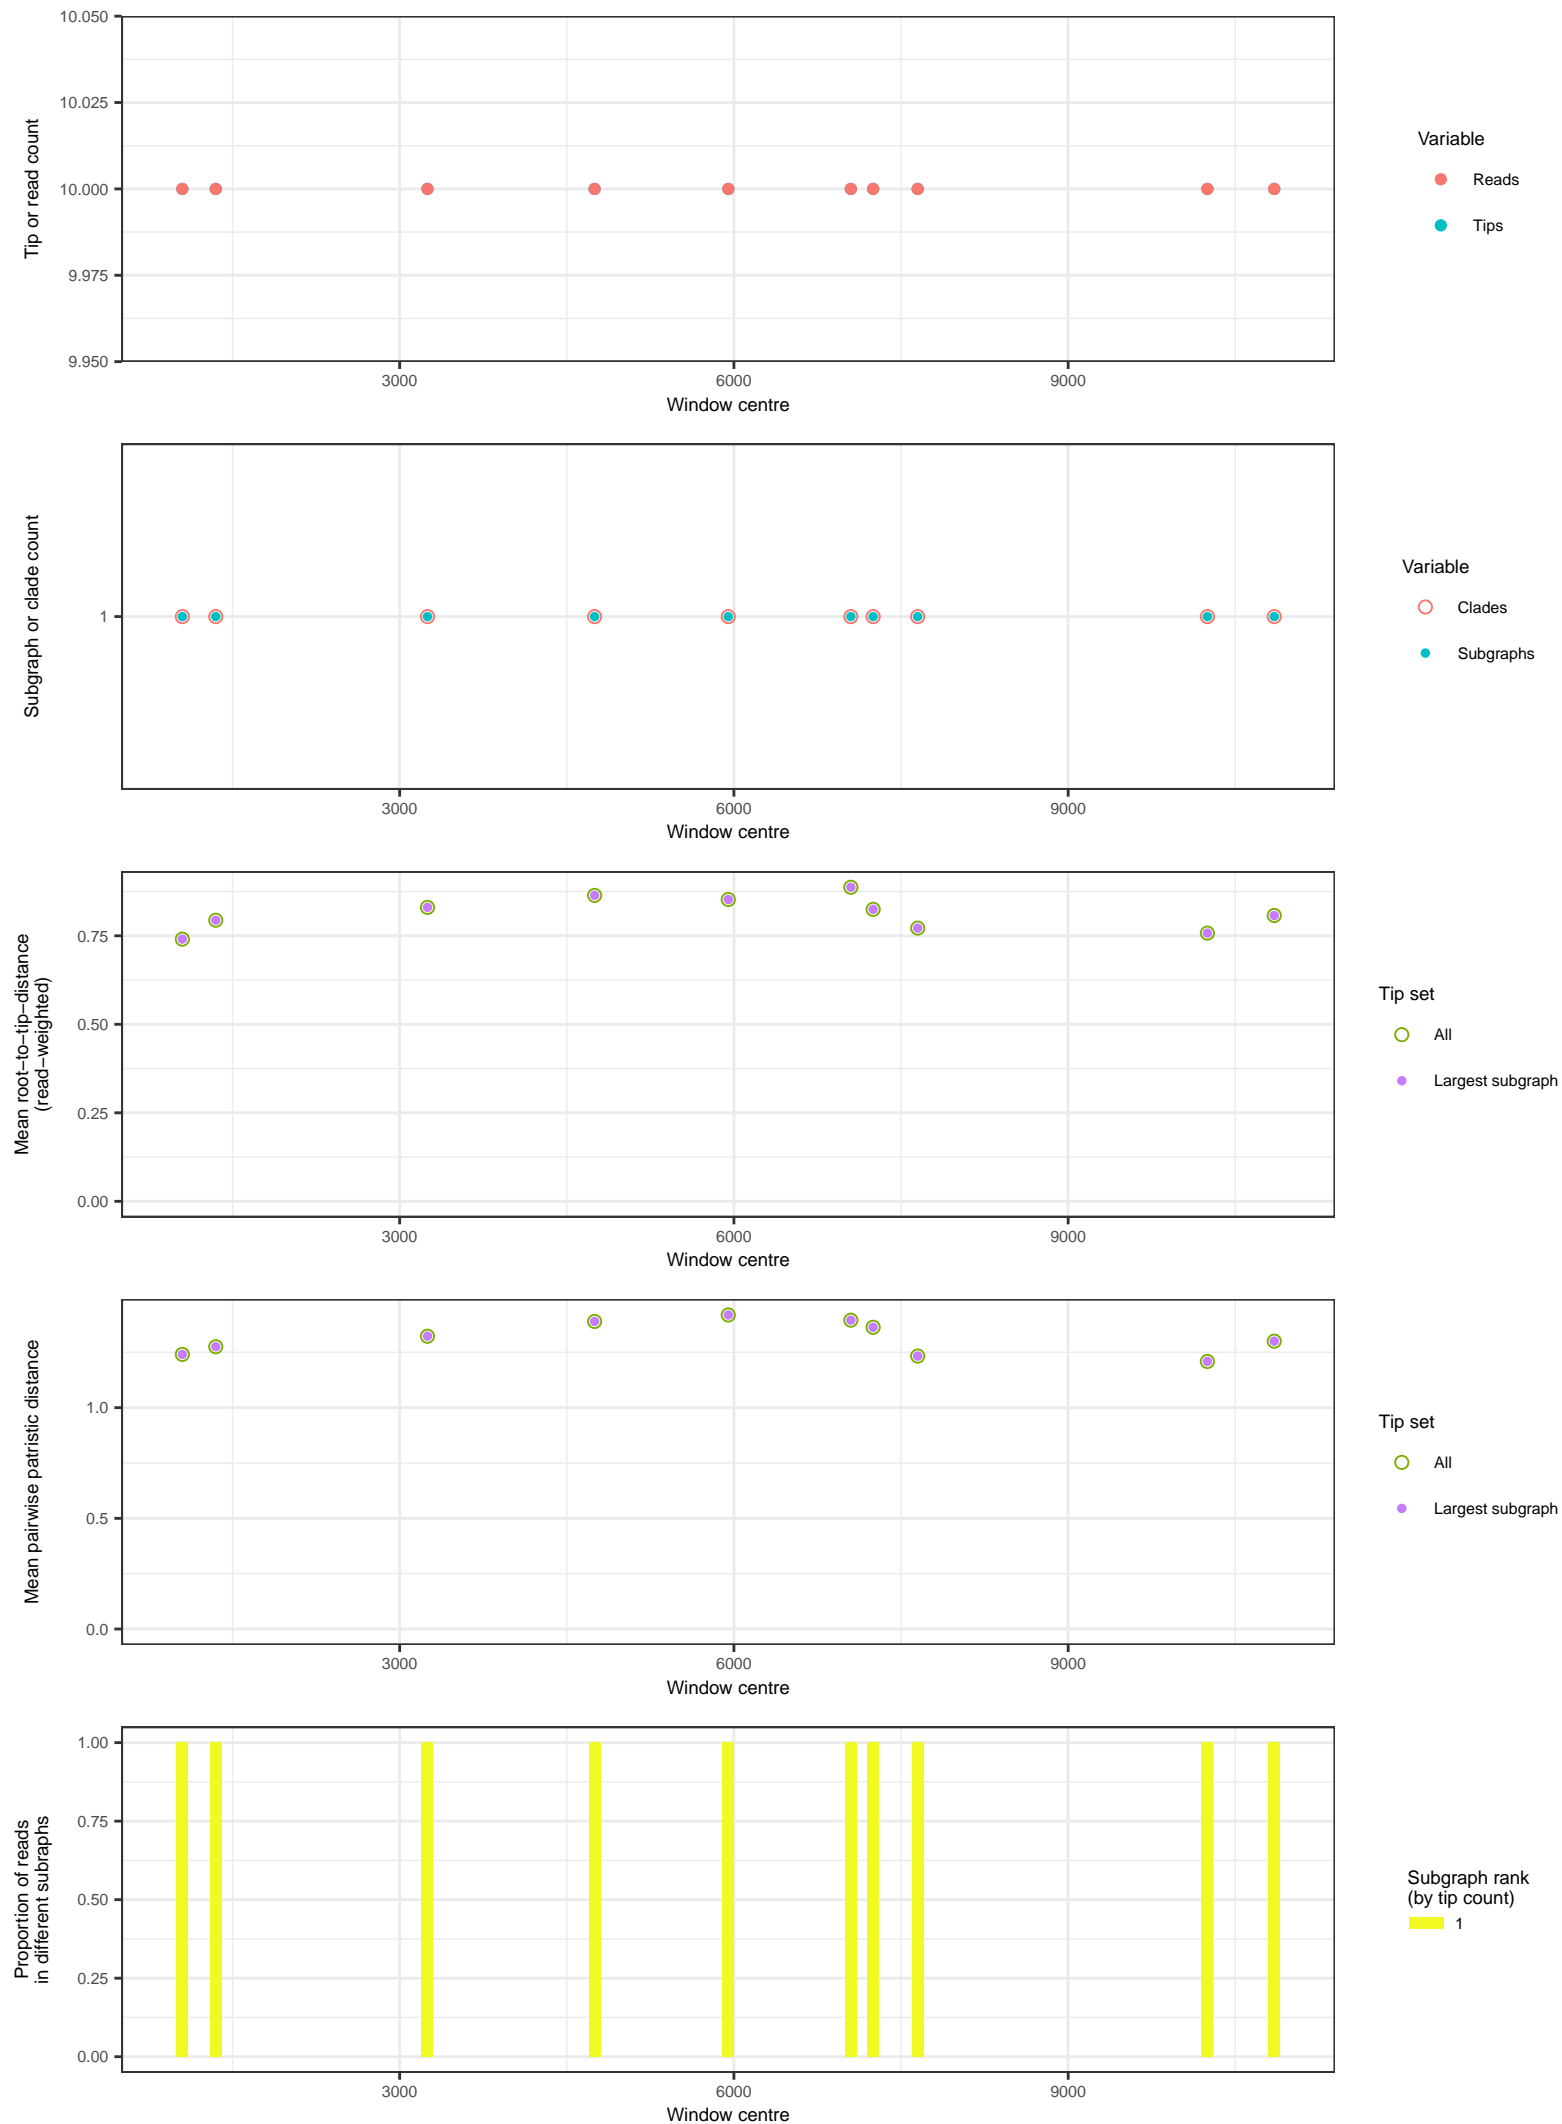 10.050
10.025
10.000
9.975
9.950
Tip or read count
3000 6000 9000
Window centre
Variable
Reads
Tips
1
Subgraph or clade count
3000 6000 9000
Window centre
Variable
Clades
Subgraphs
0.75
0.50
0.25
0.00
Mean root−to−tip−distance
(read−weighted)
3000 6000 9000
Window centre
Tip set
All
Largest subgraph
1.0
0.5
0.0
Mean pairwise patristic distance
3000 6000 9000
Window centre
Tip set
All
Largest subgraph
1.00
0.75
0.50
0.25
0.00
Proportion of reads
in different subraphs
3000 6000 9000
Window centre
Subgraph rank
(by tip count)
1